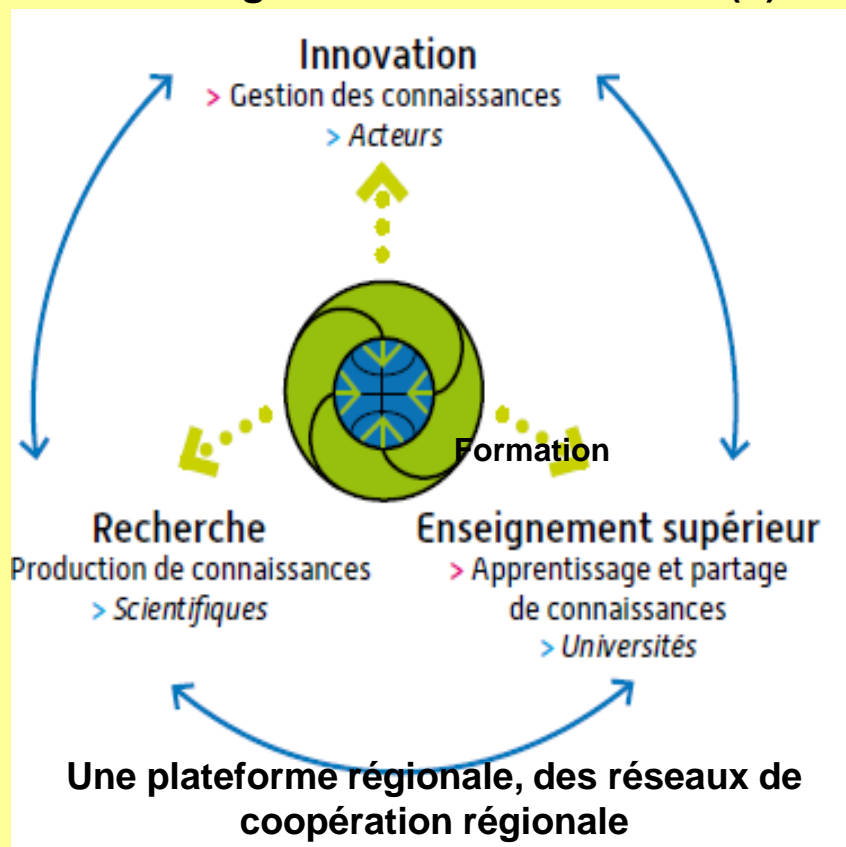 Innovation
> Gestion des connaissances
> Acteurs
Formation
Recherche
Production de connaissances
> Scientifiques
Enseignement supérieur
> Apprentissage et partage
de connaissances
> Universités
Une plateforme régionale, des réseaux de
coopération régionale